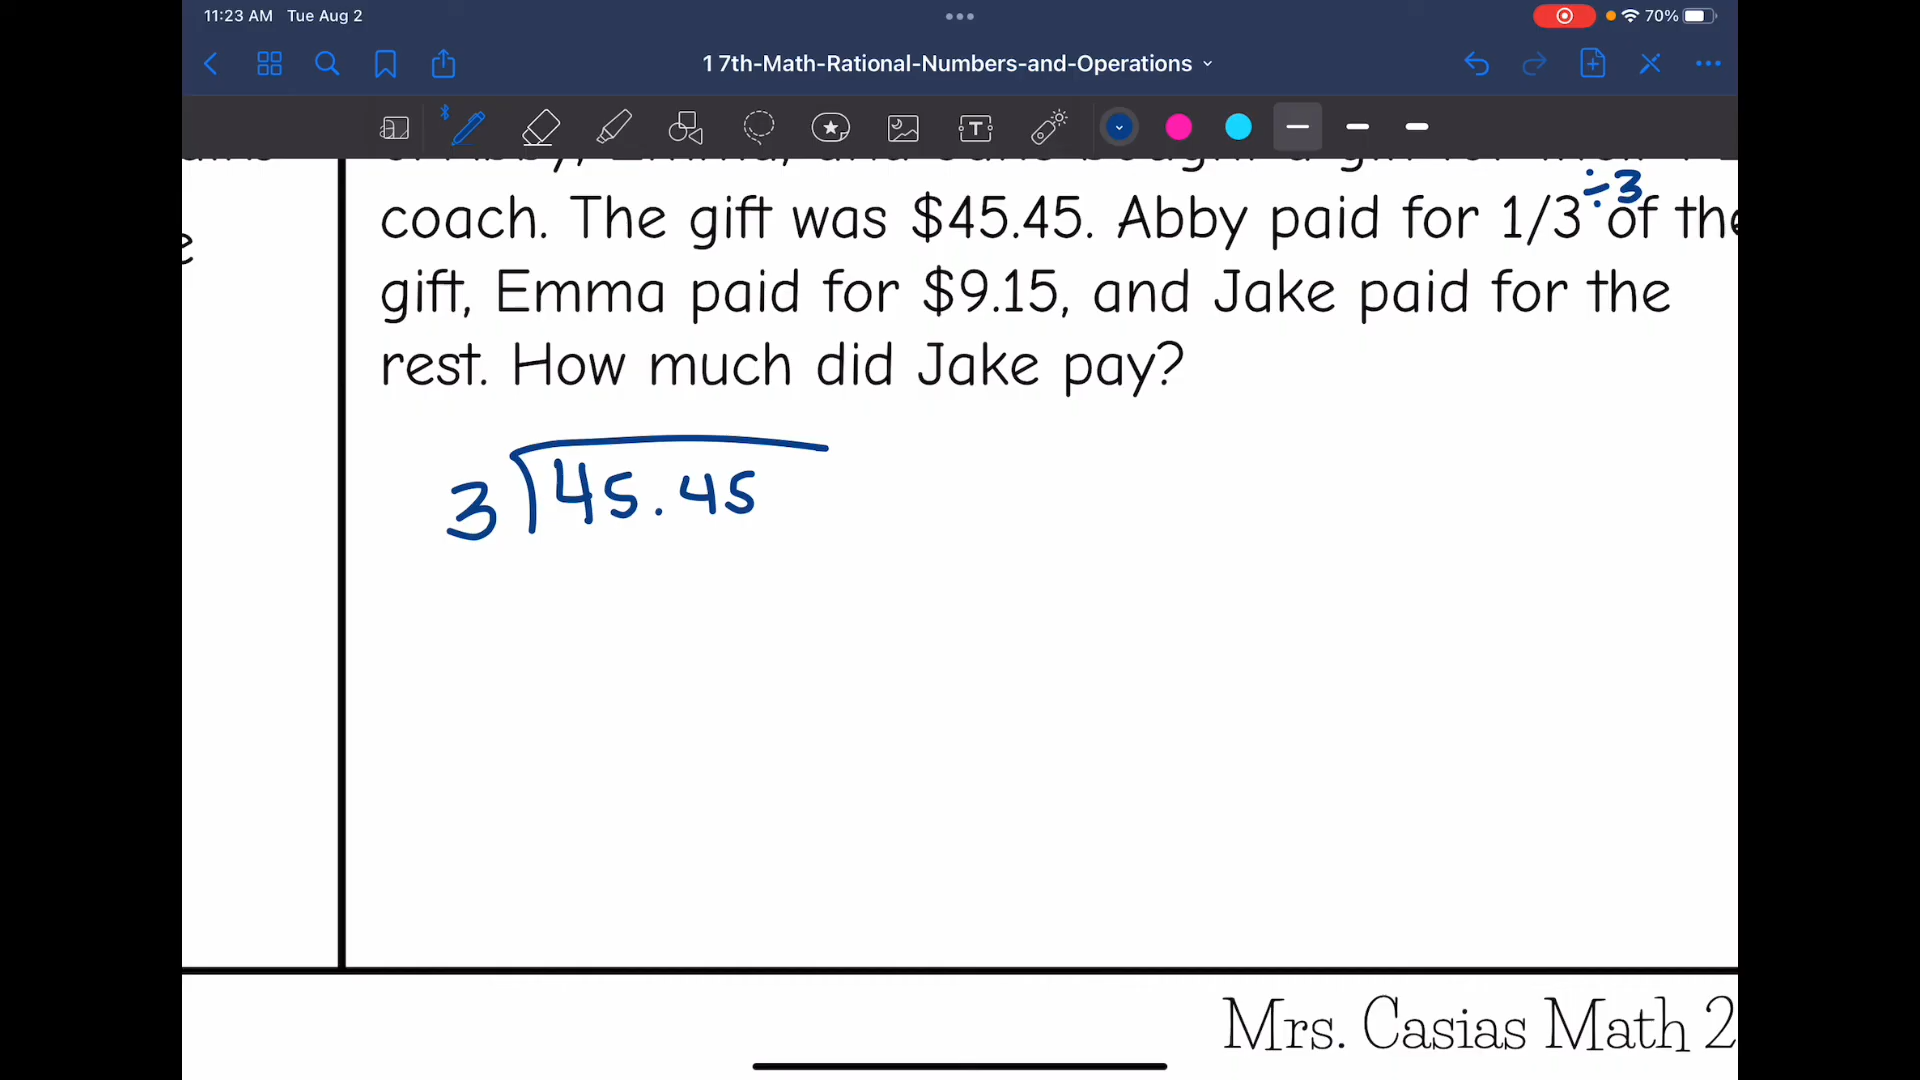 11:23 AM Tue Aug 2
70%
1 7th-Math-Rational-Numbers-and-Operations
÷3
coach. The gift was $45.45. Abby paid for 1/3 of the
gift, Emma paid for $9.15, and Jake paid for the
rest. How much did Jake pay?
3 45.45
Mrs. Casias Math 2